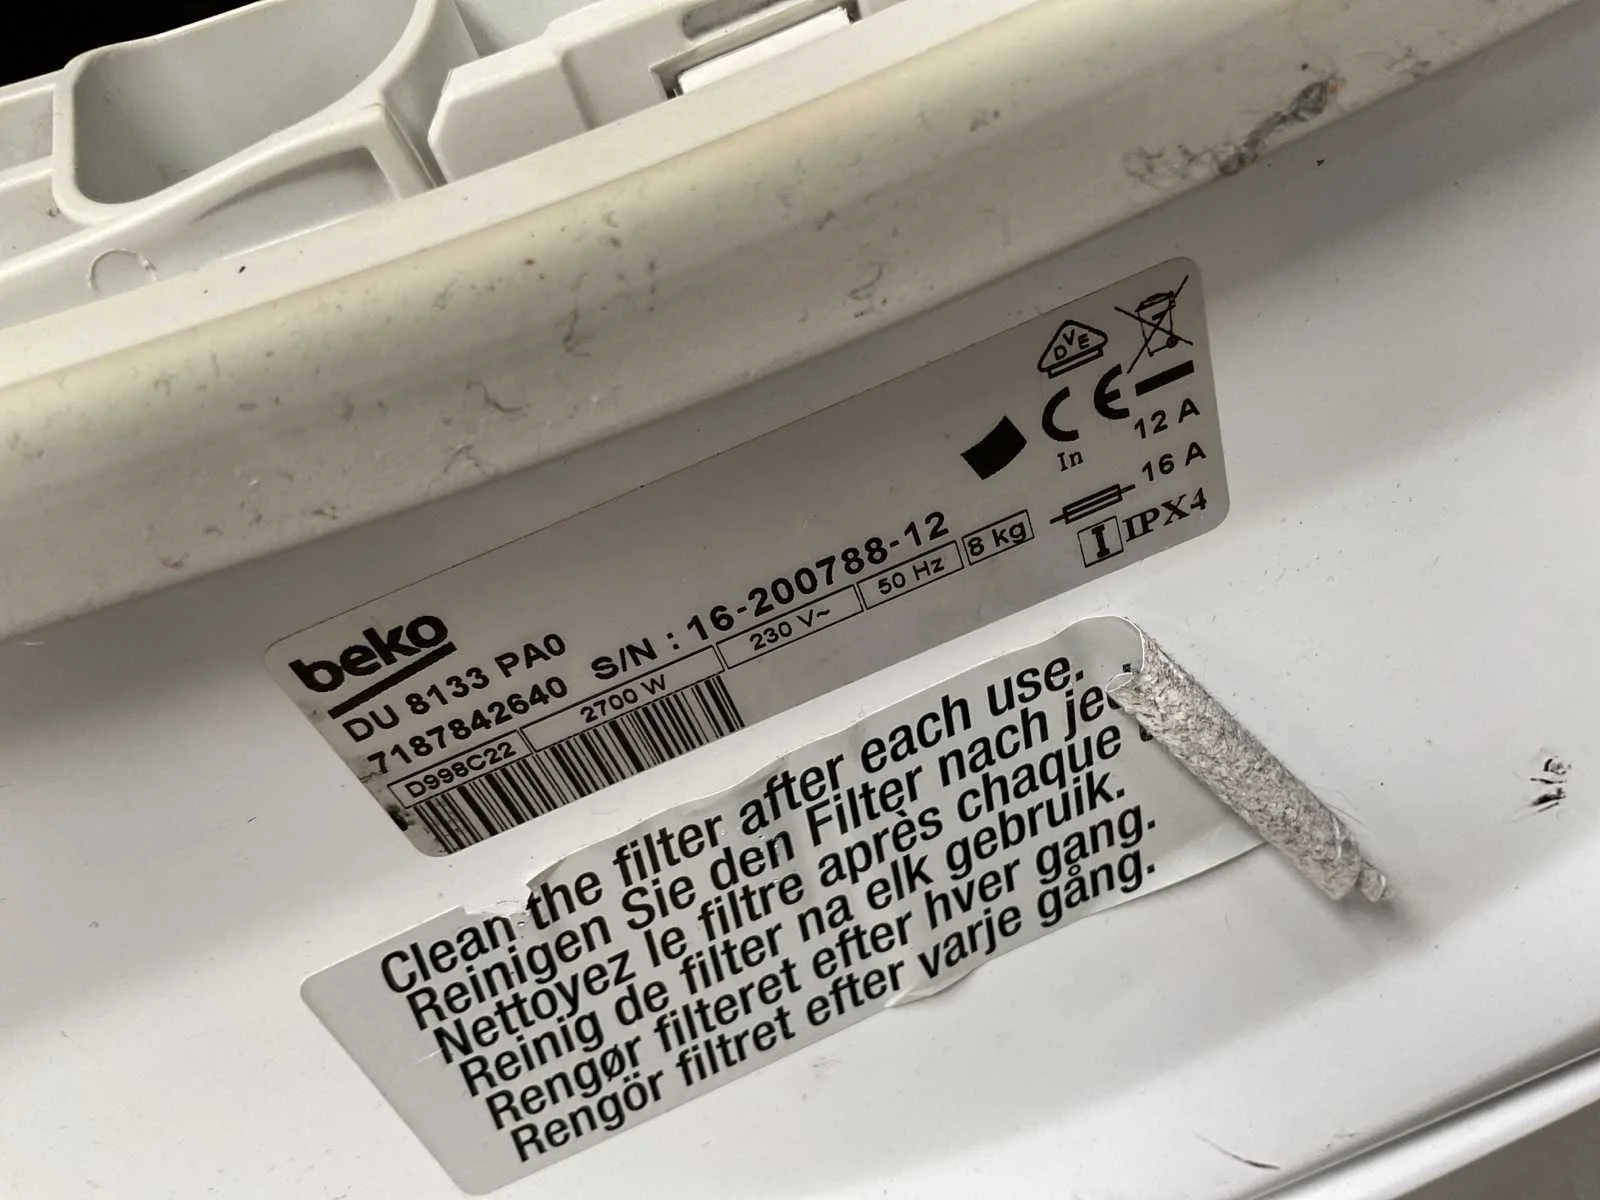 DVE
CE
In
12 A
16 A
I IPX4
beko
DU 8133 PA0
7187842640 S/N : 16-200788-12
D998C22 2700 W 230 V~ 50 Hz 8 kg
Clean the filter after each use.
Reinigen Sie den Filter nach
Nettoyez le filtre après chaque
Reinig de filter na elk gebruik.
Rengør filteret efter hver gang.
Rengör filtret efter varje gång.